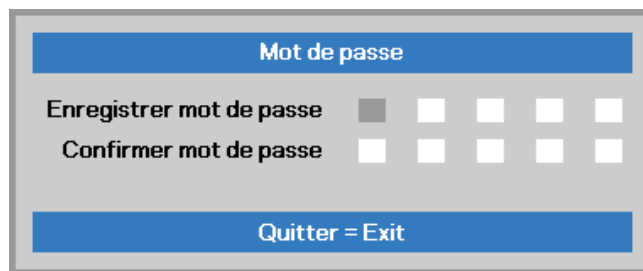 Mot de passe
Enregistrer mot de passe
Confirmer mot de passe
Quitter = Exit